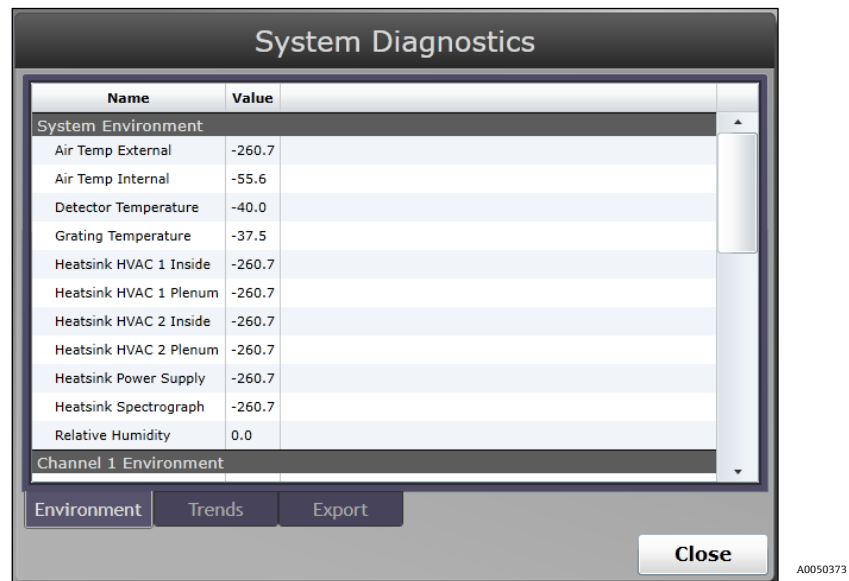 System Diagnostics
Name Value
System Environment
Air Temp External -260.7
Air Temp Internal -55.6
Detector Temperature -40.0
Grating Temperature -37.5
Heatsink HVAC 1 Inside -260.7
Heatsink HVAC 1 Plenum -260.7
Heatsink HVAC 2 Inside -260.7
Heatsink HVAC 2 Plenum -260.7
Heatsink Power Supply -260.7
Heatsink Spectrograph -260.7
Relative Humidity 0.0
Channel 1 Environment
Environment Trends Export
Close
A0050373